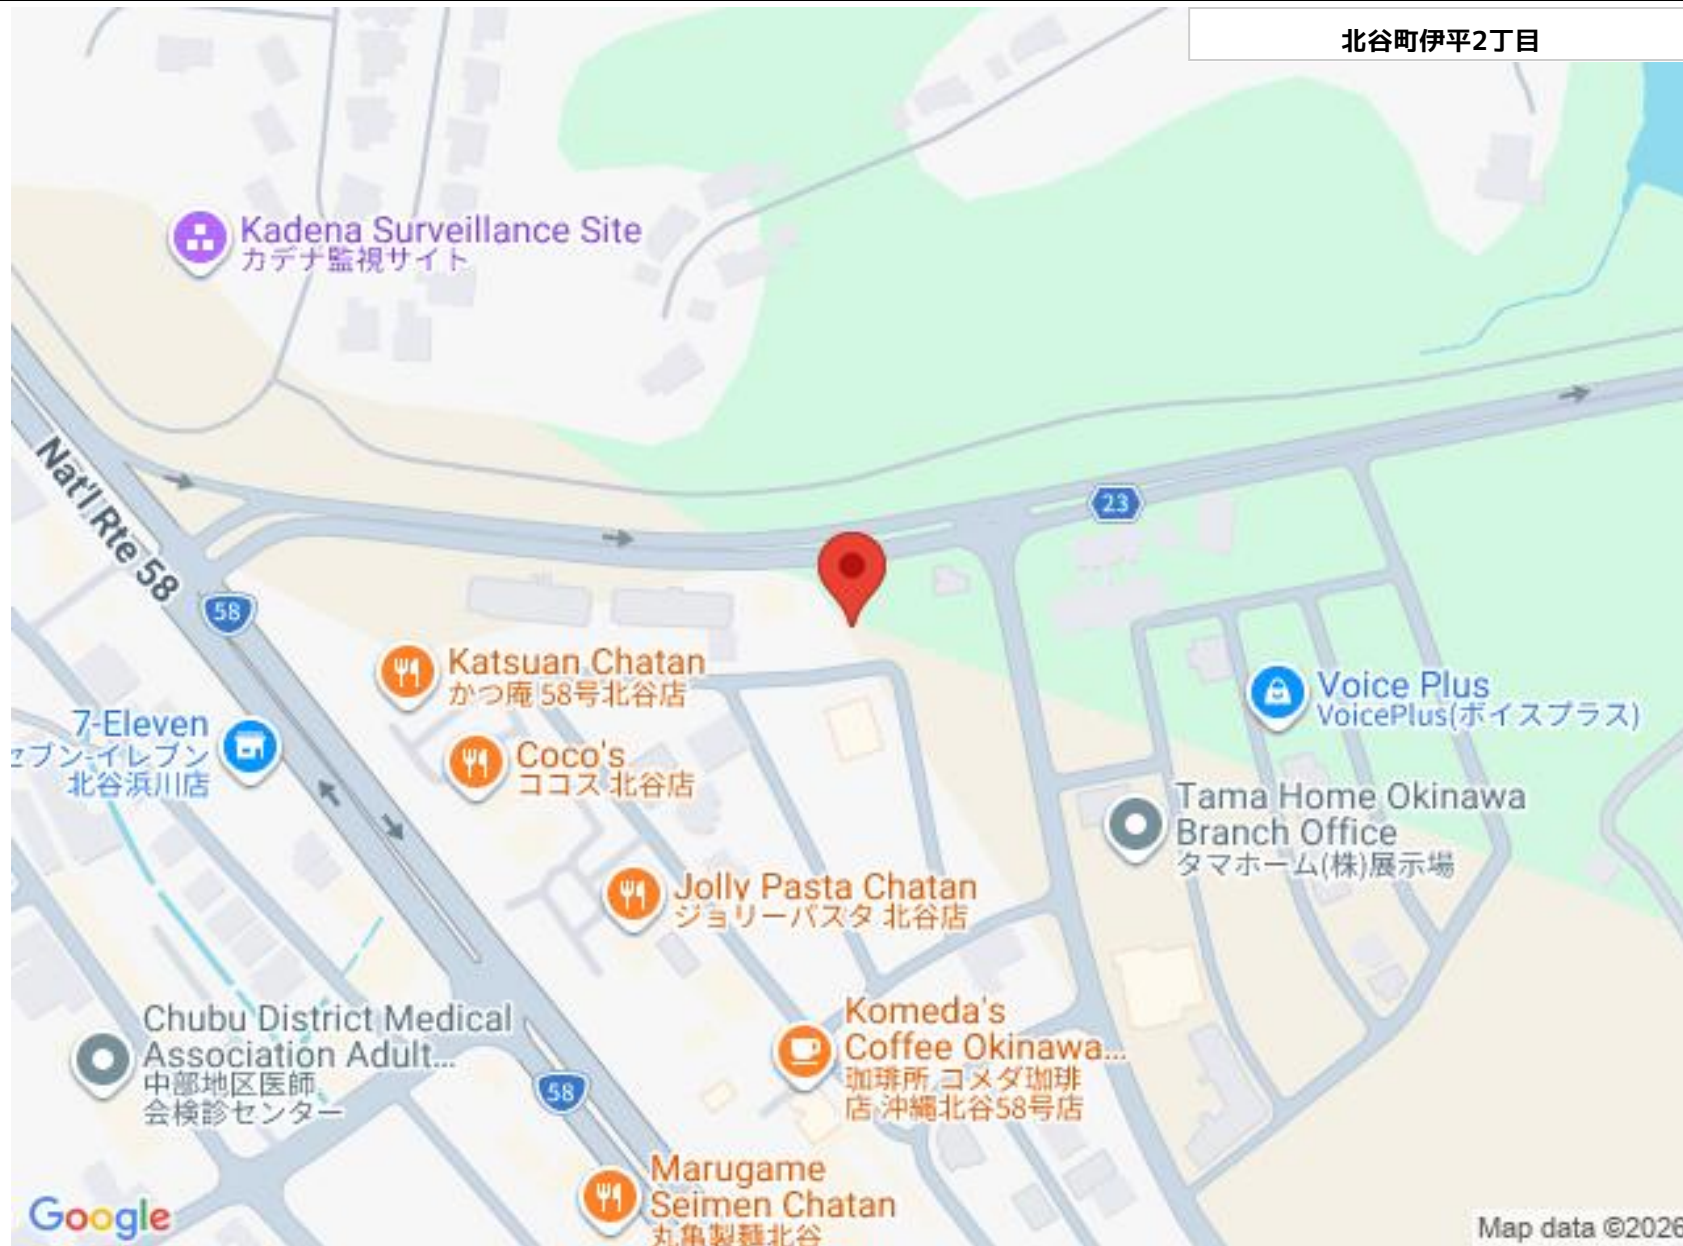 北谷町伊平2丁目
Kadena Surveillance Site
カデナ監視サイト
Nat'l Rte 58
23
58
Katsuan Chatan
かつ庵 58号北谷店
Voice Plus
VoicePlus(ボイスプラス)
7-Eleven
セブン-イレブン
北谷浜川店
Coco's
ココス 北谷店
Tama Home Okinawa
Branch Office
タマホーム(株)展示場
Jolly Pasta Chatan
ジョリーパスタ 北谷店
Chubu District Medical
Association Adult...
中部地区医師
会検診センター
Komeda's
Coffee Okinawa...
珈琲所 コメダ珈琲
店 沖縄北谷58号店
58
Marugame
Seimen Chatan
丸亀製麺北谷
Google
Map data ©2026